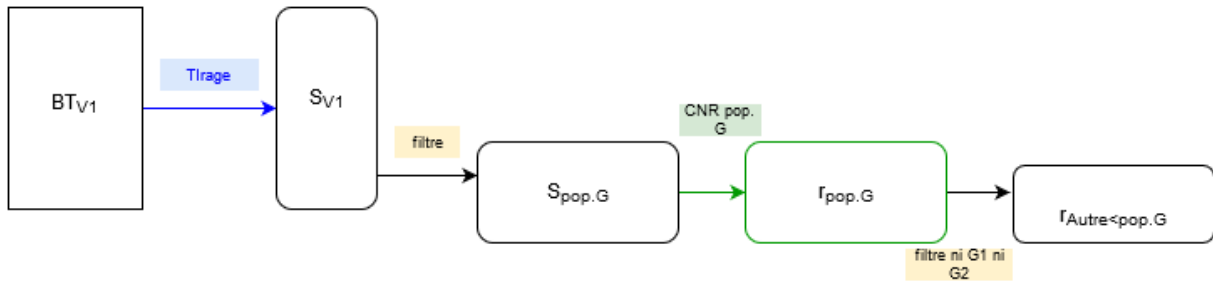 BTV1
TIrage
SV1
filtre
Spop.G
CNR pop.
G
rpop.G
filtre ni G1 ni
G2
rAutre<pop.G